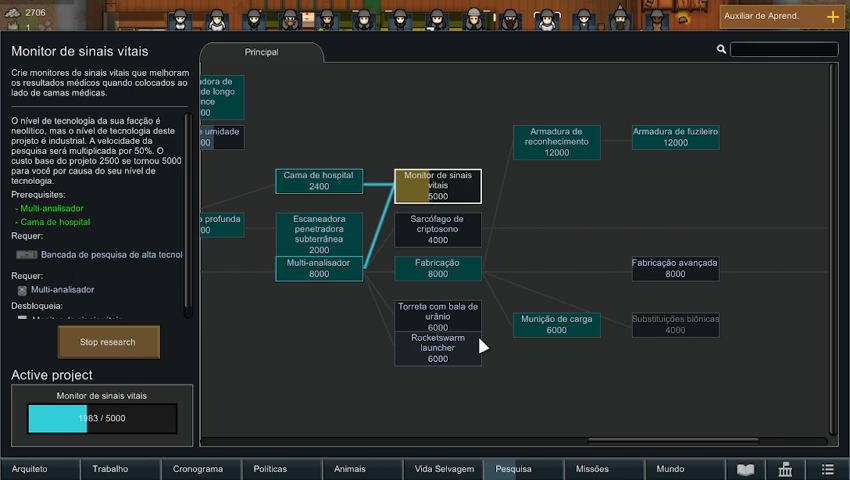 2706
1
Auxiliar de Aprend.
Monitor de sinais vitais
Crie monitores de sinais vitais que melhoram
os resultados médicos quando colocados ao
lado de camas médicas.
O nível de tecnologia da sua facção é
neolítico, mas o nível de tecnologia deste
projeto é industrial. A velocidade da
pesquisa será multiplicada por 50%. O
custo base do projeto 2500 se tornou 5000
para você por causa do seu nível de
tecnologia.
Prerequisites:
- Multi-analisador
- Cama de hospital
Requer:
Bancada de pesquisa de alta tecnol
Requer:
Multi-analisador
Desbloqueia:
Stop research
Active project
Monitor de sinais vitais
1983 / 5000
Principal
de longo
e umidade
profunda
Cama de hospital
2400
Escaneadora
penetradora
subterrânea
2000
Multi-analisador
8000
Monitor de sinais
vitais
5000
Sarcófago de
criptosono
4000
Fabricação
8000
Torreta com bala de
urânio
6000
Rocketswarm
launcher
6000
Armadura de
reconhecimento
12000
Armadura de fuzileiro
12000
Fabricação avançada
8000
Munição de carga
6000
Substituições biônicas
4000
Arquiteto
Trabalho
Cronograma
Políticas
Animais
Vida Selvagem
Pesquisa
Missões
Mundo